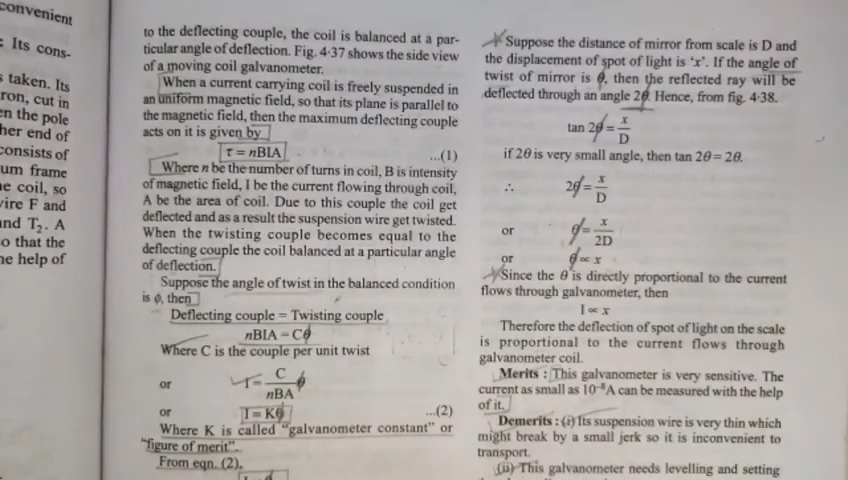 convenient
: Its cons-
s taken. Its
ron, cut in
en the pole
her end of
consists of
um frame
e coil, so
ire F and
and T₂. A
o that the
he help of
to the deflecting couple, the coil is balanced at a par-
ticular angle of deflection. Fig. 4·37 shows the side view
of a moving coil galvanometer.
When a current carrying coil is freely suspended in
an uniform magnetic field, so that its plane is parallel to
the magnetic field, then the maximum deflecting couple
acts on it is given by
τ = nBIA ...(1)
Where n be the number of turns in coil, B is intensity
of magnetic field, I be the current flowing through coil,
A be the area of coil. Due to this couple the coil get
deflected and as a result the suspension wire get twisted.
When the twisting couple becomes equal to the
deflecting couple the coil balanced at a particular angle
of deflection.
Suppose the angle of twist in the balanced condition
is ϕ, then
Deflecting couple = Twisting couple
nBIA = Cϕ
Where C is the couple per unit twist
or I = C/nBA ϕ
or I = Kϕ ...(2)
Where K is called "galvanometer constant" or
"figure of merit".
From eqn. (2),
Suppose the distance of mirror from scale is D and
the displacement of spot of light is 'x'. If the angle of
twist of mirror is θ, then the reflected ray will be
deflected through an angle 2θ. Hence, from fig. 4·38.
tan 2θ = x/D
if 2θ is very small angle, then tan 2θ = 2θ.
∴ 2θ = x/D
or θ = x/2D
or θ ∝ x
Since the θ is directly proportional to the current
flows through galvanometer, then
I ∝ x
Therefore the deflection of spot of light on the scale
is proportional to the current flows through
galvanometer coil.
Merits : This galvanometer is very sensitive. The
current as small as 10⁻⁸A can be measured with the help
of it.
Demerits : (i) Its suspension wire is very thin which
might break by a small jerk so it is inconvenient to
transport.
(ii) This galvanometer needs levelling and setting